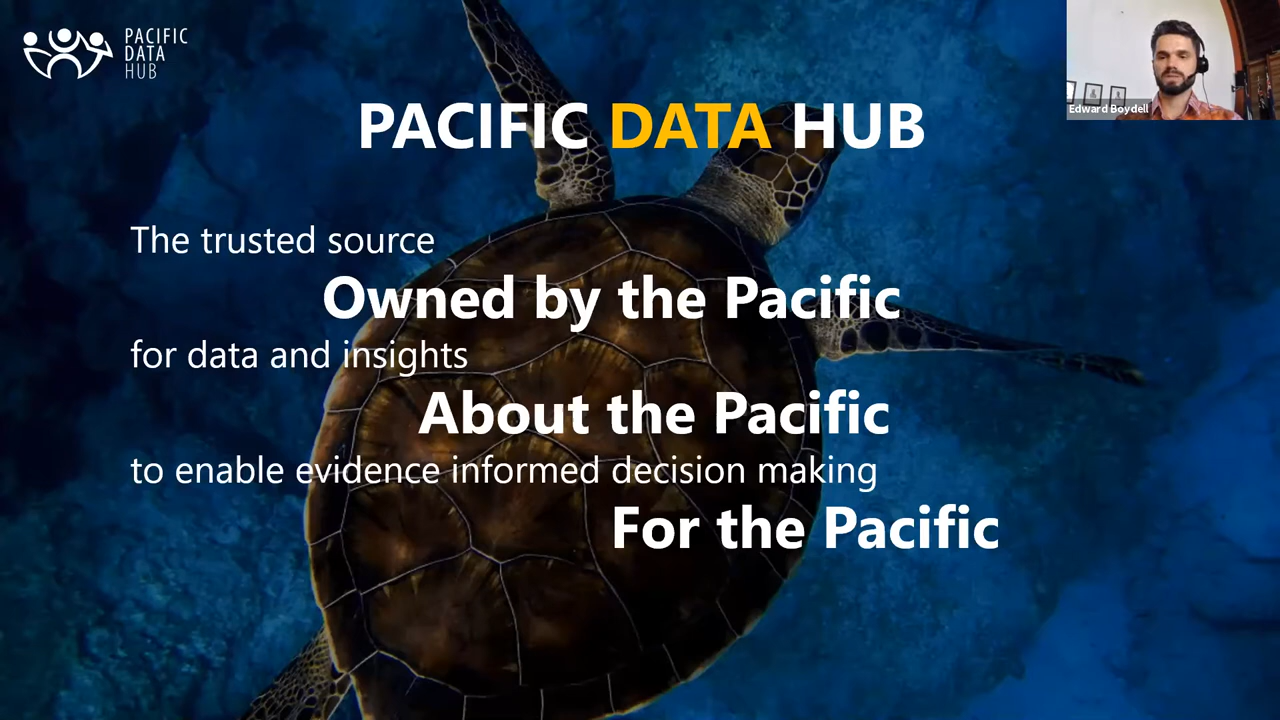 PACIFIC
DATA
HUB
Edward Boydell
PACIFIC DATA HUB
The trusted source
Owned by the Pacific
for data and insights
About the Pacific
to enable evidence informed decision making
For the Pacific